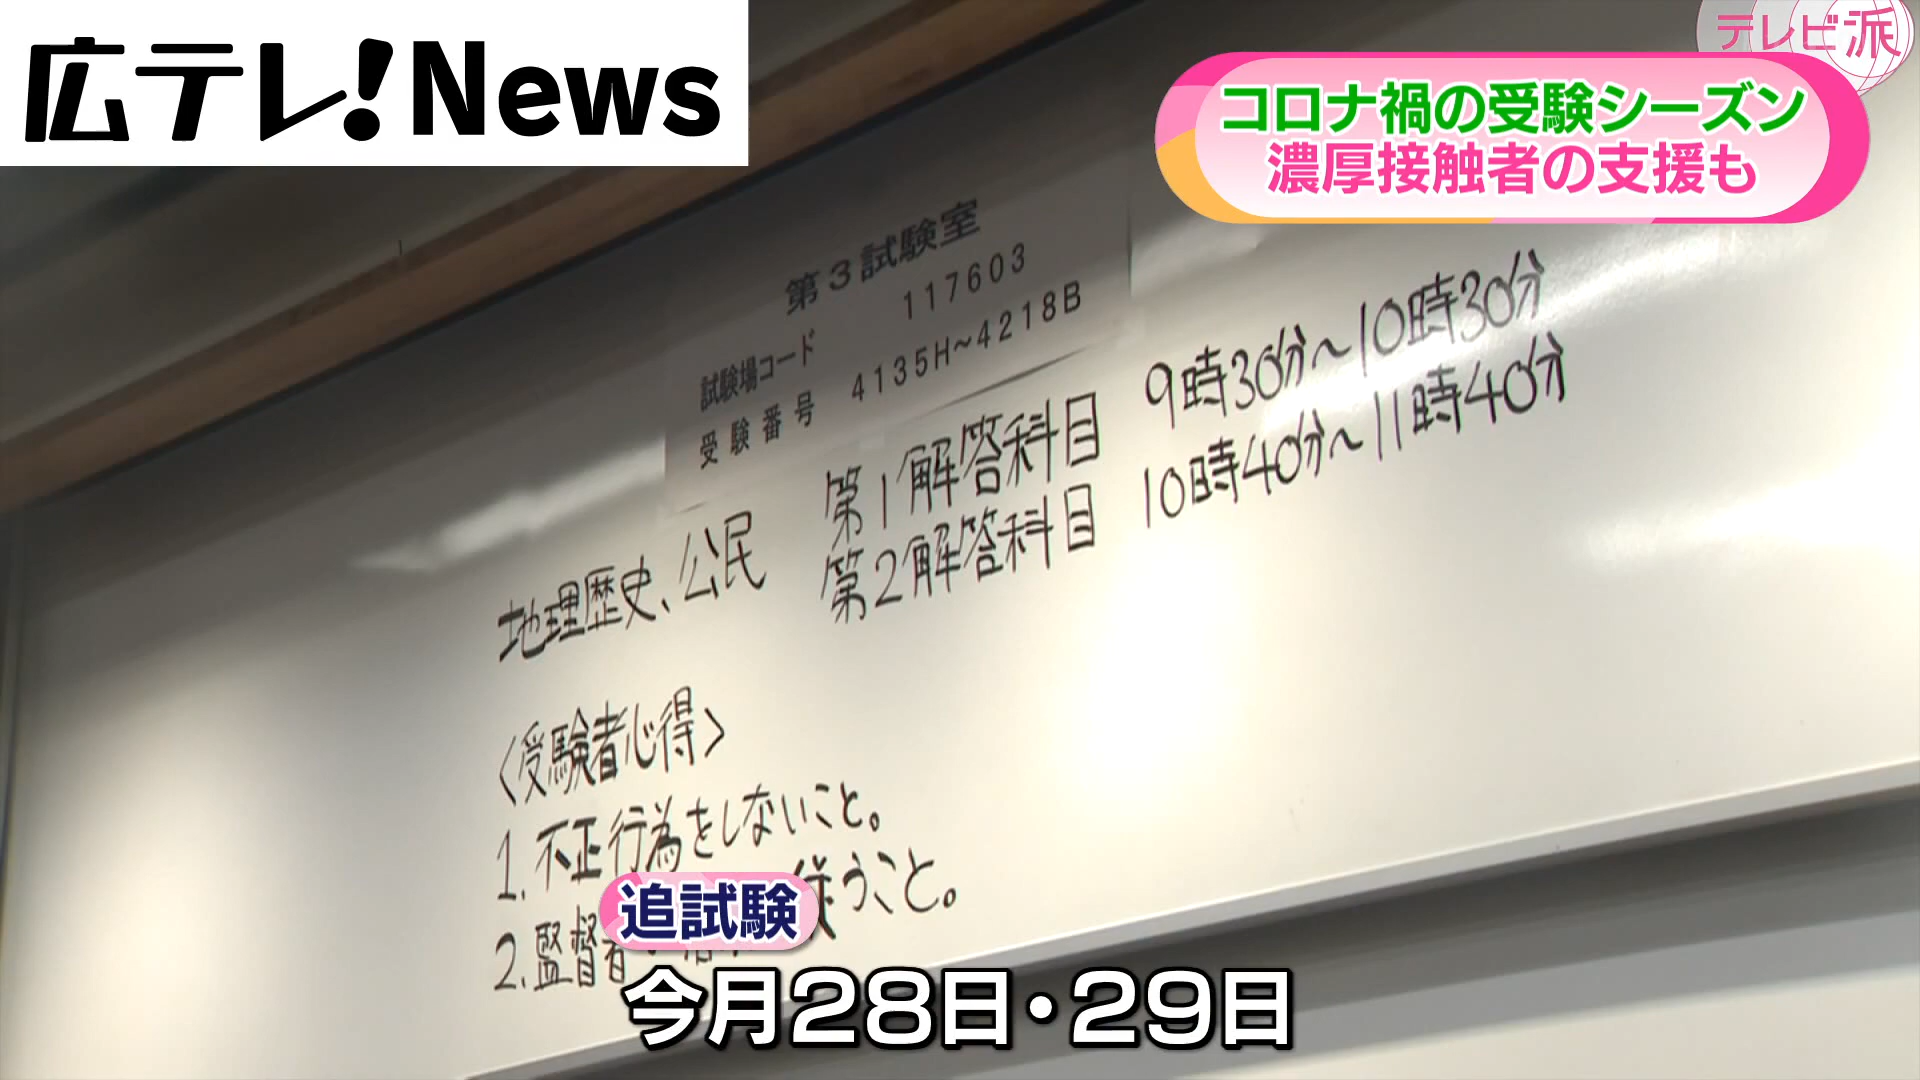 広テレ!News
テレビ派
コロナ禍の受験シーズン
濃厚接触者の支援も
第3試験室
試験場コード 117603
受験番号 4135H~4218B
地理歴史、公民 第1解答科目 9時30分~10時30分
第2解答科目 10時40分~11時40分
〈受験者心得〉
1. 不正行為をしないこと。
2. 監督者 従うこと。
追試験
今月28日・29日